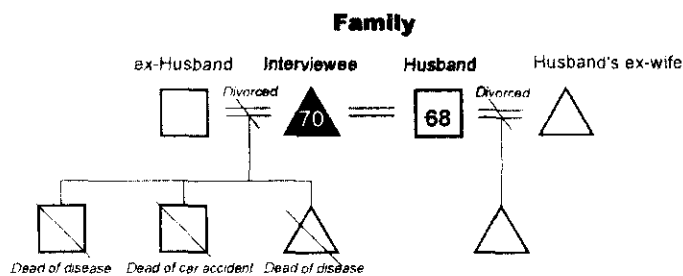 Family
ex-Husband Interviewee Husband Husband's ex-wife
Divorced Divorced
70 68
Dead of disease Dead of car accident Dead of disease